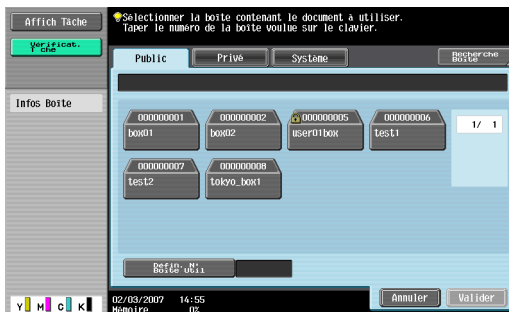 Affich Tâche
Sélectionner la boîte contenant le document à utiliser.
Taper le numéro de la boîte voulue sur le clavier.
Vérificat.
Public
Privé
Système
Recherche
Boîte
Infos Boîte
000000001
000000002
000000005
000000006
box01
box02
user01box
test1
1/ 1
000000007
000000008
test2
tokyo_box1
Défin. N°
Boîte Util
Annuler
Valider
02/03/2007 14:55
Mémoire 0%
Y M C K